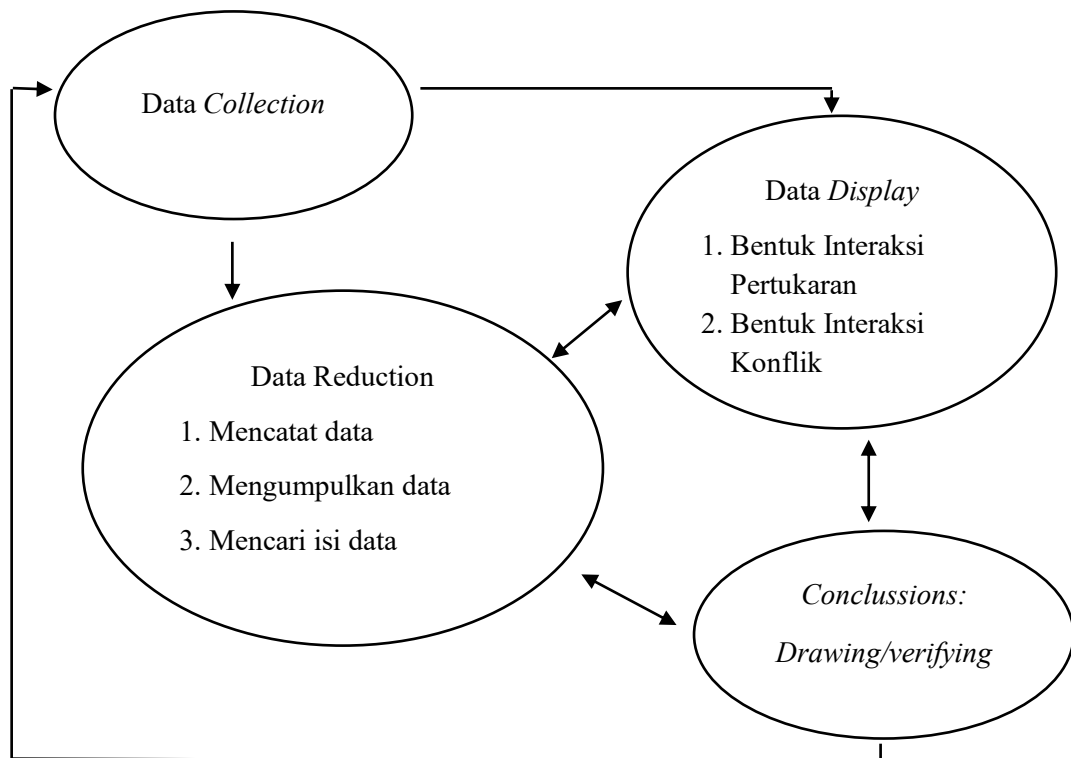 Data Collection
Data Display
1. Bentuk Interaksi
Pertukaran
2. Bentuk Interaksi
Konflik
Data Reduction
1. Mencatat data
2. Mengumpulkan data
3. Mencari isi data
Conclussions:
Drawing/verifying